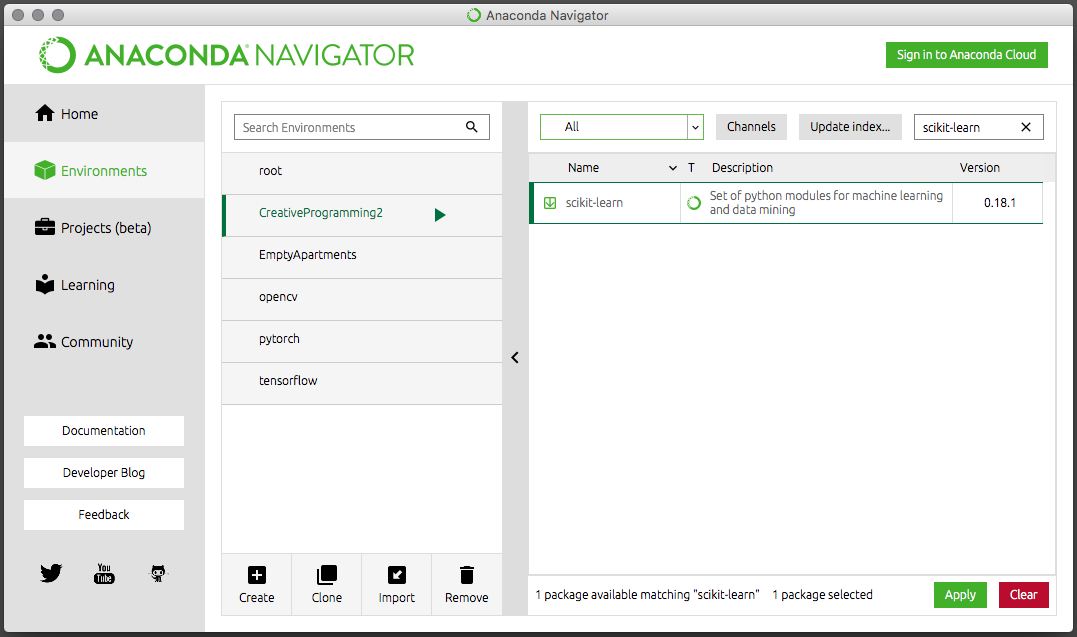 Anaconda Navigator
ANACONDA NAVIGATOR
Sign in to Anaconda Cloud
Home
Environments
Projects (beta)
Learning
Community
Documentation
Developer Blog
Feedback
You
Tube
Search Environments
root
CreativeProgramming2
EmptyApartments
opencv
pytorch
tensorflow
Create
Clone
Import
Remove
All
Channels
Update index...
scikit-learn
Name
T
Description
Version
scikit-learn
Set of python modules for machine learning
and data mining
0.18.1
1 package available matching "scikit-learn"
1 package selected
Apply
Clear